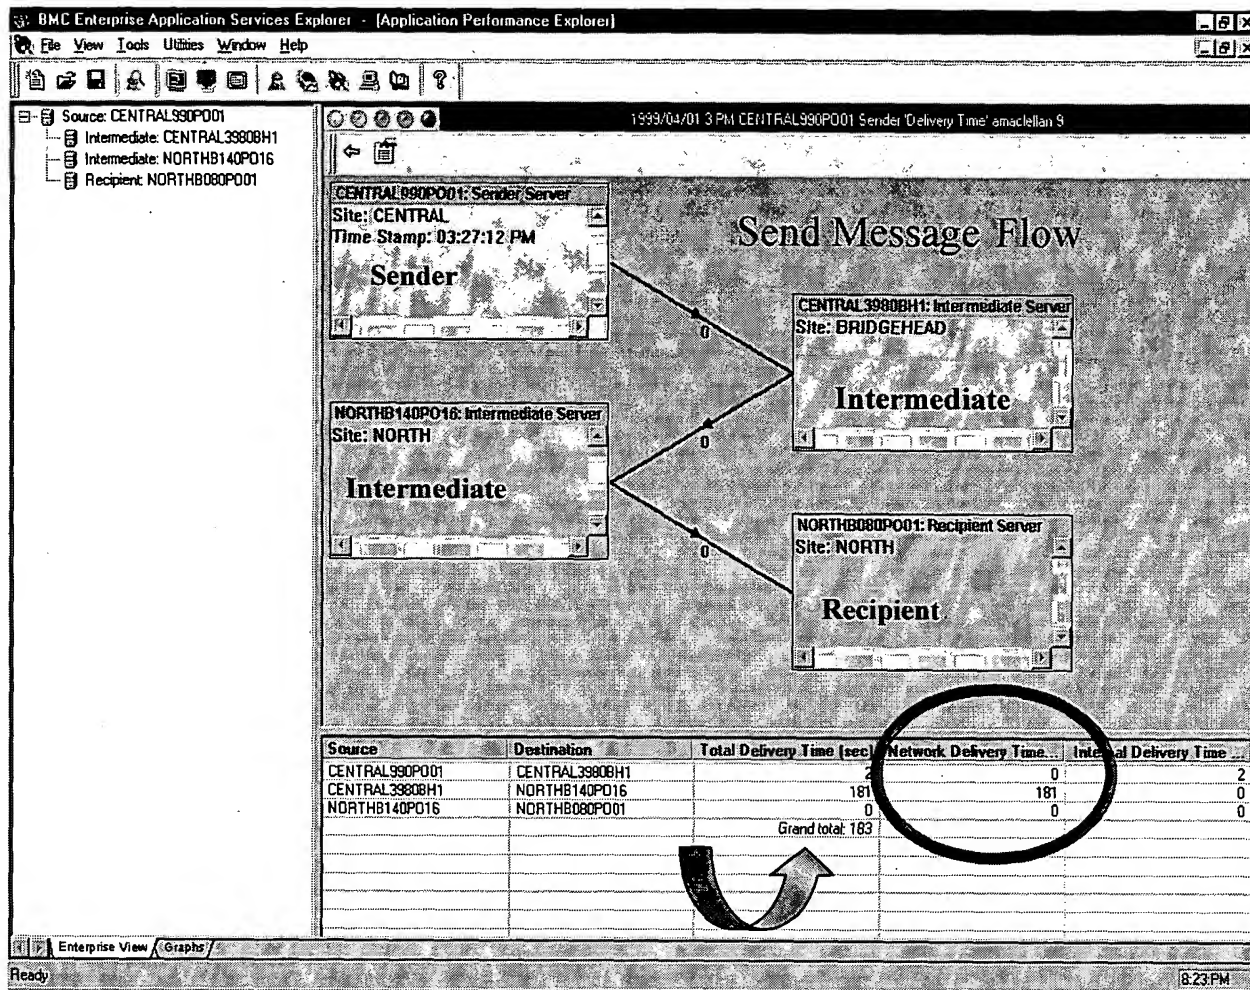 BMC Enterprise Application Services Explorer - [Application Performance Explorer]
File View Tools Utilities Window Help
Source: CENTRAL990PO01
Intermediate: CENTRAL3980BH1
Intermediate: NORTHB140PO16
Recipient: NORTHB080PO01
1999/04/01 3 PM CENTRAL990PO01 Sender 'Delivery Time' amaclellan 9
CENTRAL990PO01: Sender Server
Site: CENTRAL
Time Stamp: 03:27:12 PM
Sender
Send Message Flow
0
CENTRAL3980BH1: Intermediate Server
Site: BRIDGEHEAD
Intermediate
NORTHB140PO16: Intermediate Server
Site: NORTH
Intermediate
0
NORTHB080PO01: Recipient Server
Site: NORTH
Recipient
0
Source Destination Total Delivery Time (sec) Network Delivery Time... Internal Delivery Time ...
CENTRAL990PO01 CENTRAL3980BH1 2 0 2
CENTRAL3980BH1 NORTHB140PO16 181 181 0
NORTHB140PO16 NORTHB080PO01 0 0 0
Grand total: 183
Enterprise View Graphs
Ready 8:23 PM